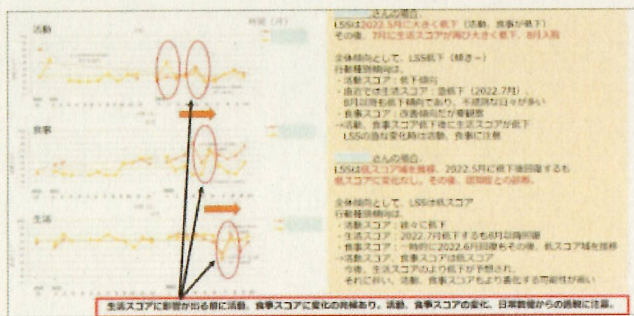 時間（月）
活動
食事
生活
さんの場合、
LSSは2022.5月に大きく低下（活動、食事が低下）
その後、7月に生活スコアが再び大きく低下、8月入院
全体傾向として、LSS低下（傾き－）
行動種別傾向は、
・活動スコア：低下傾向
・直近では生活スコア：急低下（2022.7月）、
8月以降も低下傾向であり、不規則な日々が多い
・食事スコア：改善傾向だが要観察
→活動、食事スコア低下後に生活スコアが低下
LSSの急な変化時は活動、食事に注意
さんの場合、
LSSは低スコア域を推移、2022.5月に低下後回復するも
低スコアに変化なし。その後、認知症との診断。
全体傾向として、LSSは低スコア
行動種別傾向は、
・活動スコア：徐々に低下
・生活スコア：2022.7月低下するも8月以降回復
・食事スコア：一時的に2022.6月回復もその後、低スコア域を推移
→活動スコア、食事スコアは低スコア
今後、生活スコアのより低下が予想され、
それに伴い、活動、食事スコアもより悪化する可能性が高い
生活スコアに影響が出る前に活動、食事スコアに変化の兆候あり。活動、食事スコアの変化、日常数値からの逸脱に注意。